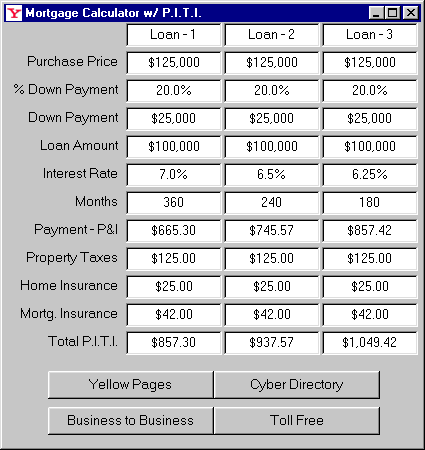 Mortgage Calculator w/ P.I.T.I.
Loan - 1 Loan - 2 Loan - 3
Purchase Price $125,000 $125,000 $125,000
% Down Payment 20.0% 20.0% 20.0%
Down Payment $25,000 $25,000 $25,000
Loan Amount $100,000 $100,000 $100,000
Interest Rate 7.0% 6.5% 6.25%
Months 360 240 180
Payment - P&I $665.30 $745.57 $857.42
Property Taxes $125.00 $125.00 $125.00
Home Insurance $25.00 $25.00 $25.00
Mortg. Insurance $42.00 $42.00 $42.00
Total P.I.T.I. $857.30 $937.57 $1,049.42
Yellow Pages Cyber Directory
Business to Business Toll Free